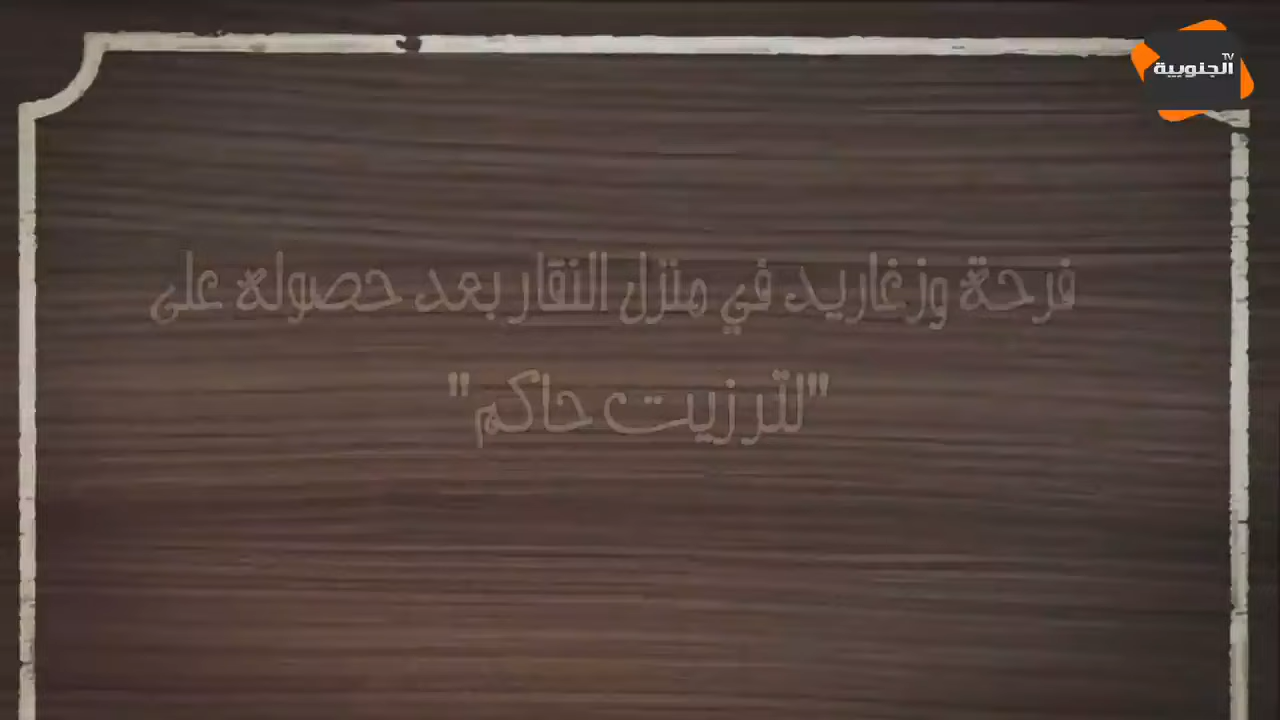 الجنوبية TV
فرحة وزغاريد في منزل النقار بعد حصوله على
"لترزيت حاكم"